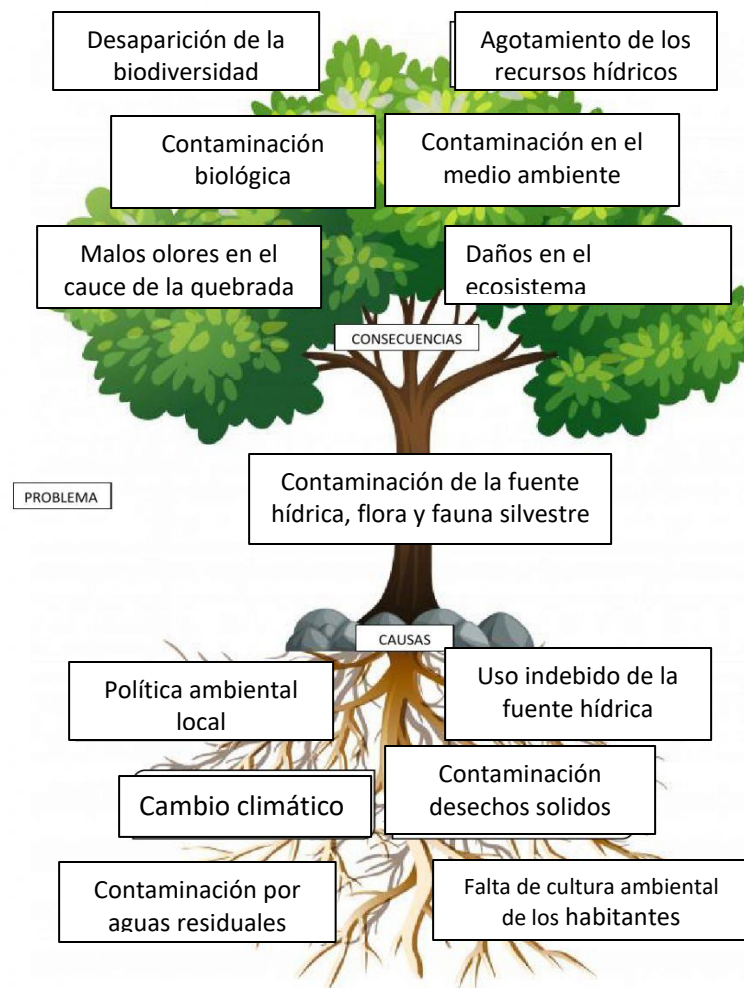 Desaparición de la
biodiversidad
Agotamiento de los
recursos hídricos
Contaminación
biológica
Contaminación en el
medio ambiente
Malos olores en el
cauce de la quebrada
Daños en el
ecosistema
CONSECUENCIAS
PROBLEMA
Contaminación de la fuente
hídrica, flora y fauna silvestre
CAUSAS
Política ambiental
local
Uso indebido de la
fuente hídrica
Cambio climático
Contaminación
desechos solidos
Contaminación por
aguas residuales
Falta de cultura ambiental
de los habitantes